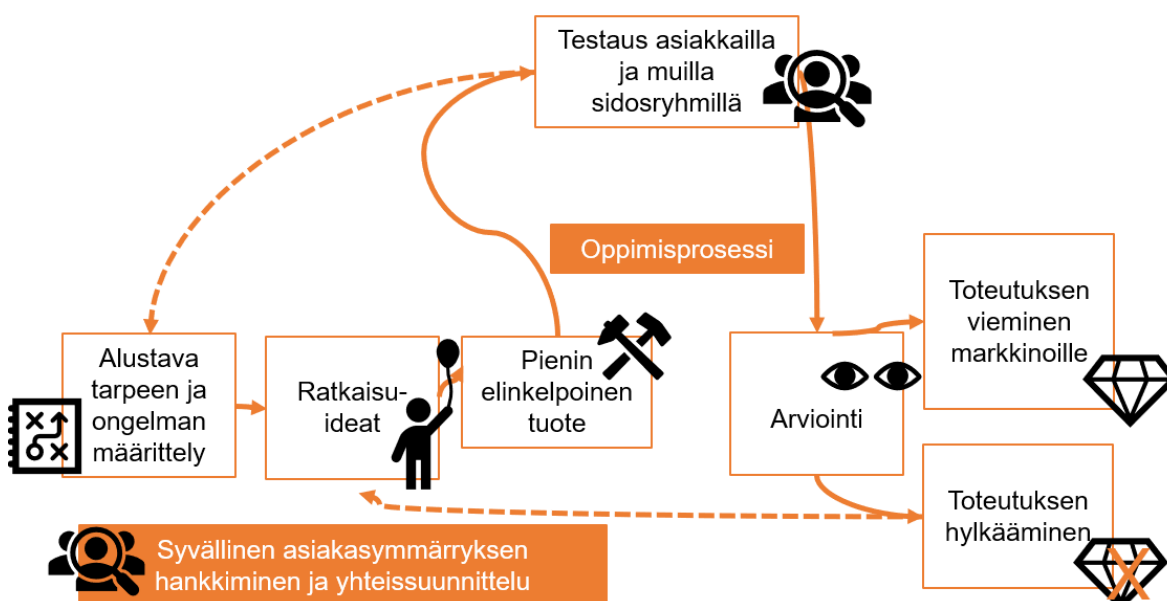 Testaus asiakkailla
ja muilla
sidosryhmillä
Oppimisprosessi
Alustava
tarpeen ja
ongelman
määrittely
Ratkaisu-
ideat
Pienin
elinkelpoinen
tuote
Arviointi
Toteutuksen
vieminen
markkinoille
Toteutuksen
hylkääminen
Syvällinen asiakasymmärryksen
hankkiminen ja yhteissuunnittelu